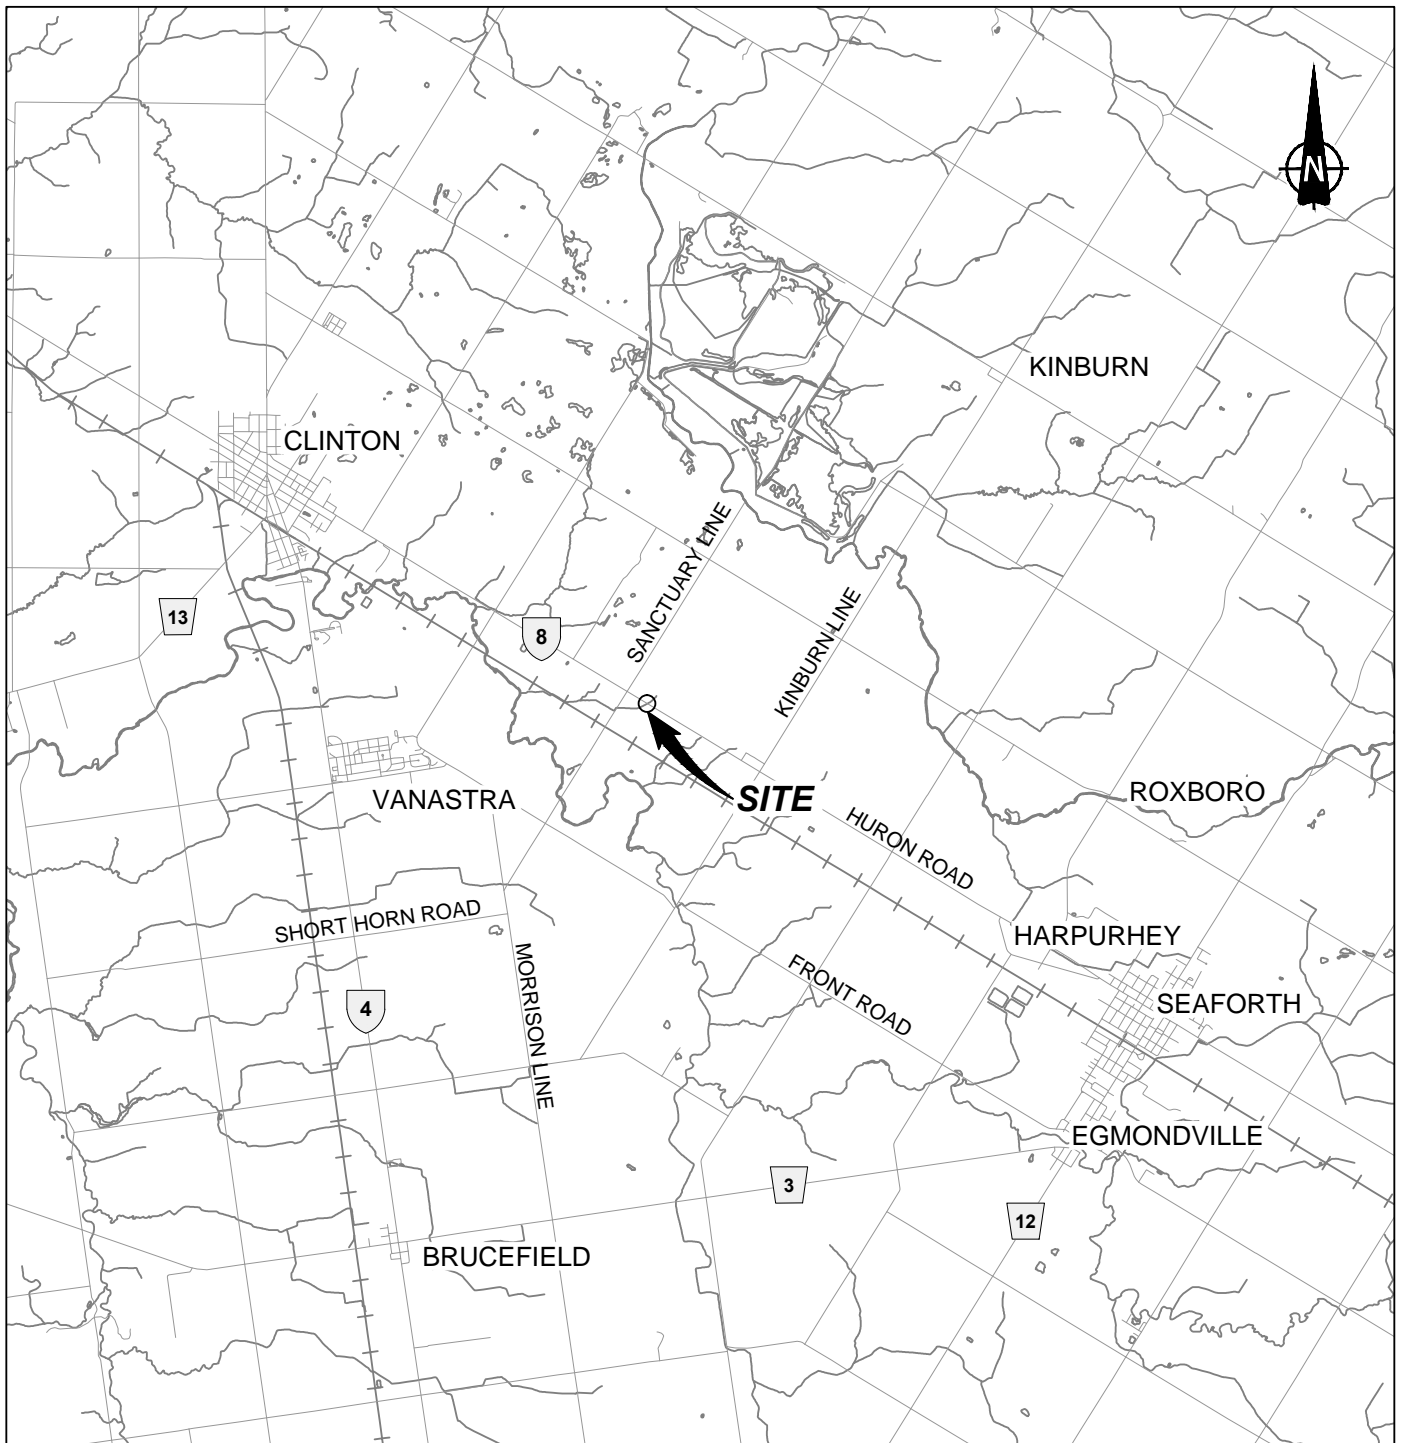 N
KINBURN
CLINTON
SANCTUARY LINE
KINBURN LINE
13
8
SITE
VANASTRA
ROXBORO
HURON ROAD
SHORT HORN ROAD
HARPURHEY
MORRISON LINE
FRONT ROAD
SEAFORTH
4
EGMONDVILLE
3
12
BRUCEFIELD